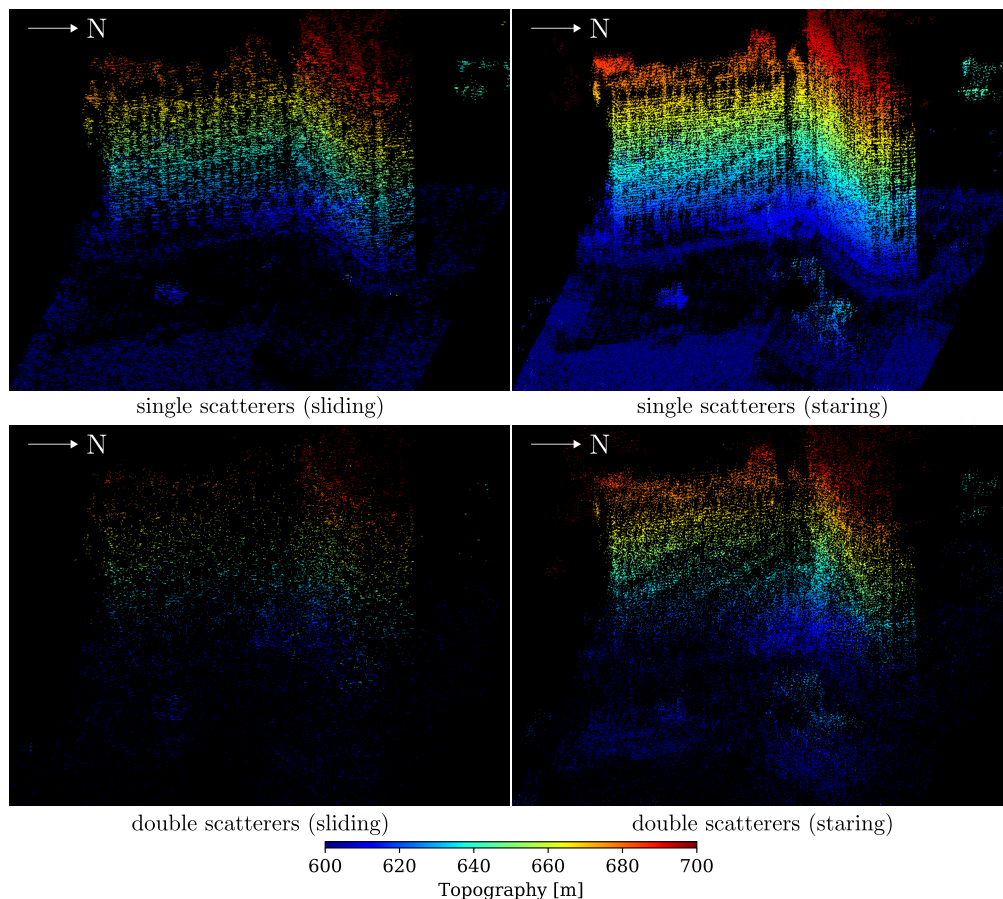 N
N
single scatterers (sliding)
single scatterers (staring)
N
N
double scatterers (sliding)
double scatterers (staring)
600 620 640 660 680 700
Topography [m]